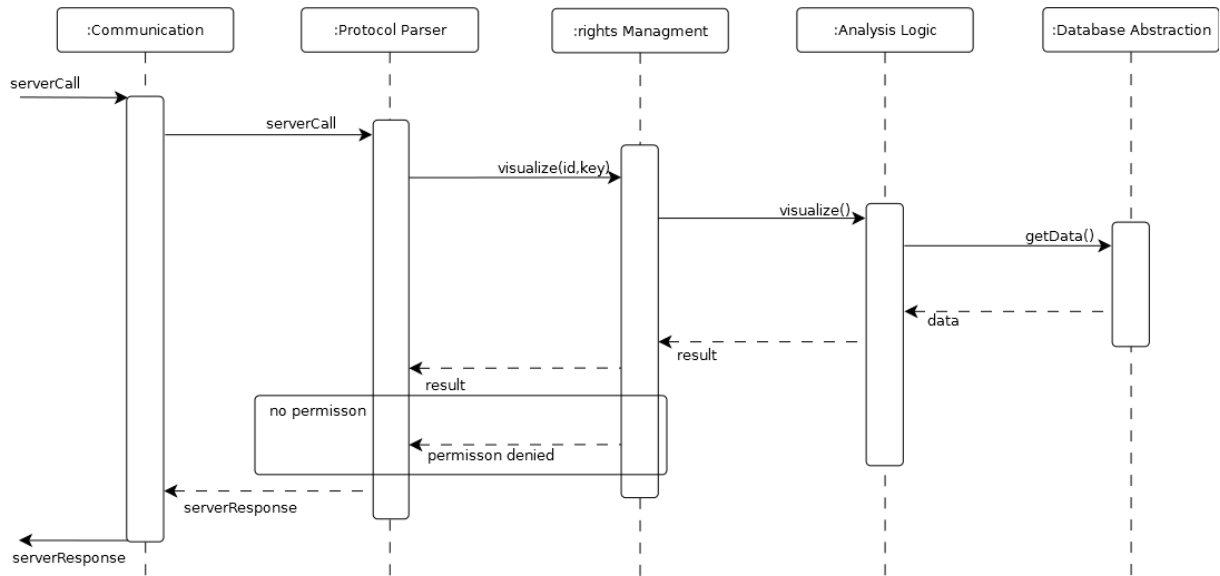 :Communication
:Protocol Parser
:rights Managment
:Analysis Logic
:Database Abstraction
serverCall
serverCall
visualize(id,key)
visualize()
getData()
data
result
result
no permisson
permisson denied
serverResponse
serverResponse